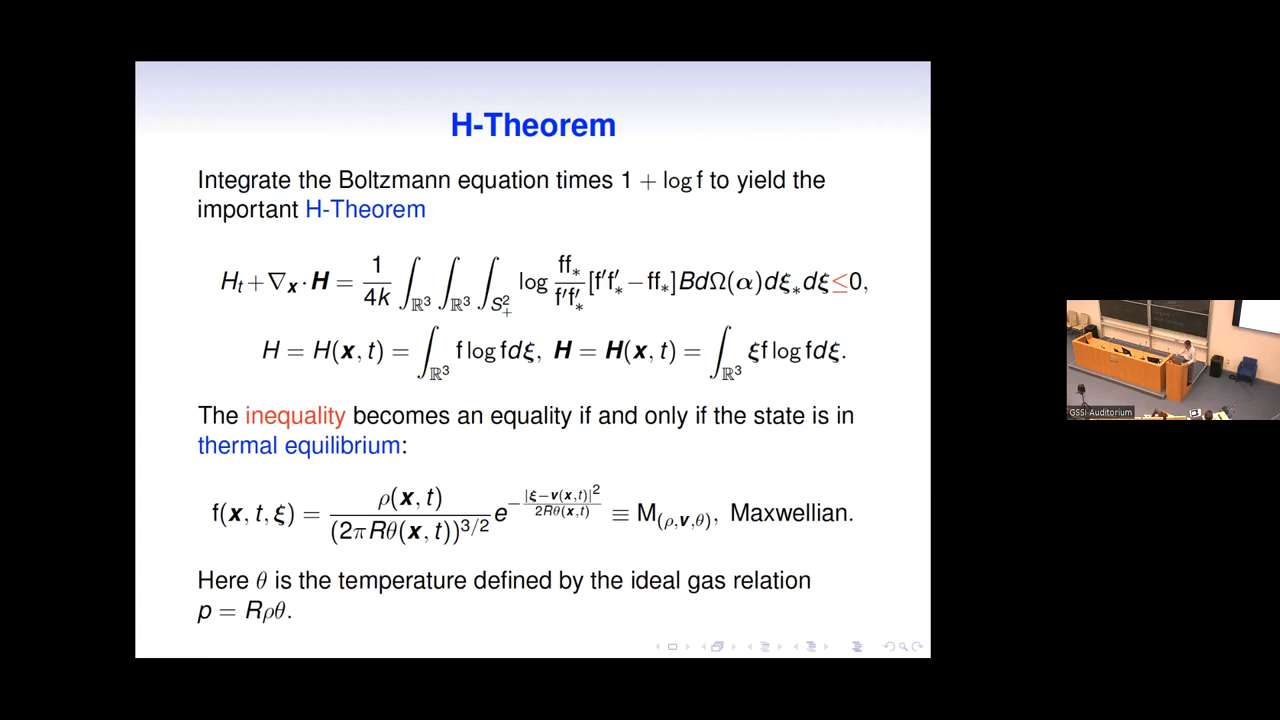 H-Theorem
Integrate the Boltzmann equation times 1 + log f to yield the
important H-Theorem
H_t + ∇_x · H = 1/4k ∫_ℝ³ ∫_ℝ³ ∫_S²₊ log ff_*/f′f′_* [f′f′_* − ff_*] B dΩ(α) dξ_* dξ ≤ 0,
H = H(x, t) = ∫_ℝ³ f log f dξ, H = H(x, t) = ∫_ℝ³ ξ f log f dξ.
The inequality becomes an equality if and only if the state is in
thermal equilibrium:
f(x, t, ξ) = ρ(x, t)/(2πRθ(x, t))^{3/2} e^{−|ξ−v(x,t)|²/2Rθ(x,t)} ≡ M_(ρ,v,θ), Maxwellian.
Here θ is the temperature defined by the ideal gas relation
p = Rρθ.
GSSI Auditorium